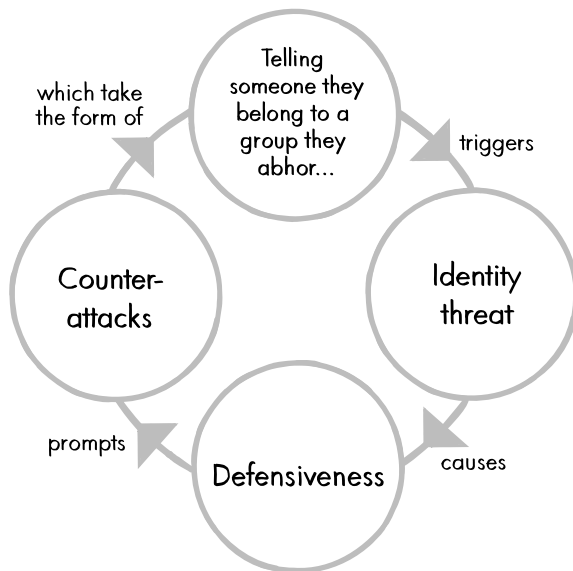 Telling
someone they
belong to a
group they
abhor...
triggers
Identity
threat
causes
Defensiveness
prompts
Counter-
attacks
which take
the form of